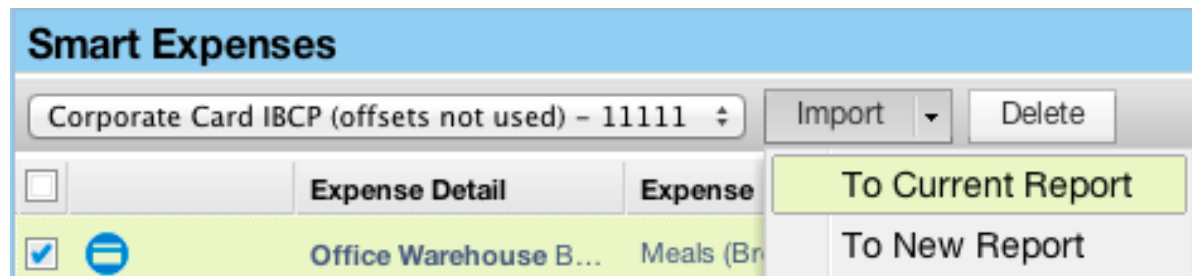 Smart Expenses
Corporate Card IBCP (offsets not used) – 11111 Import Delete
Expense Detail Expense To Current Report
Office Warehouse B... Meals (Br To New Report